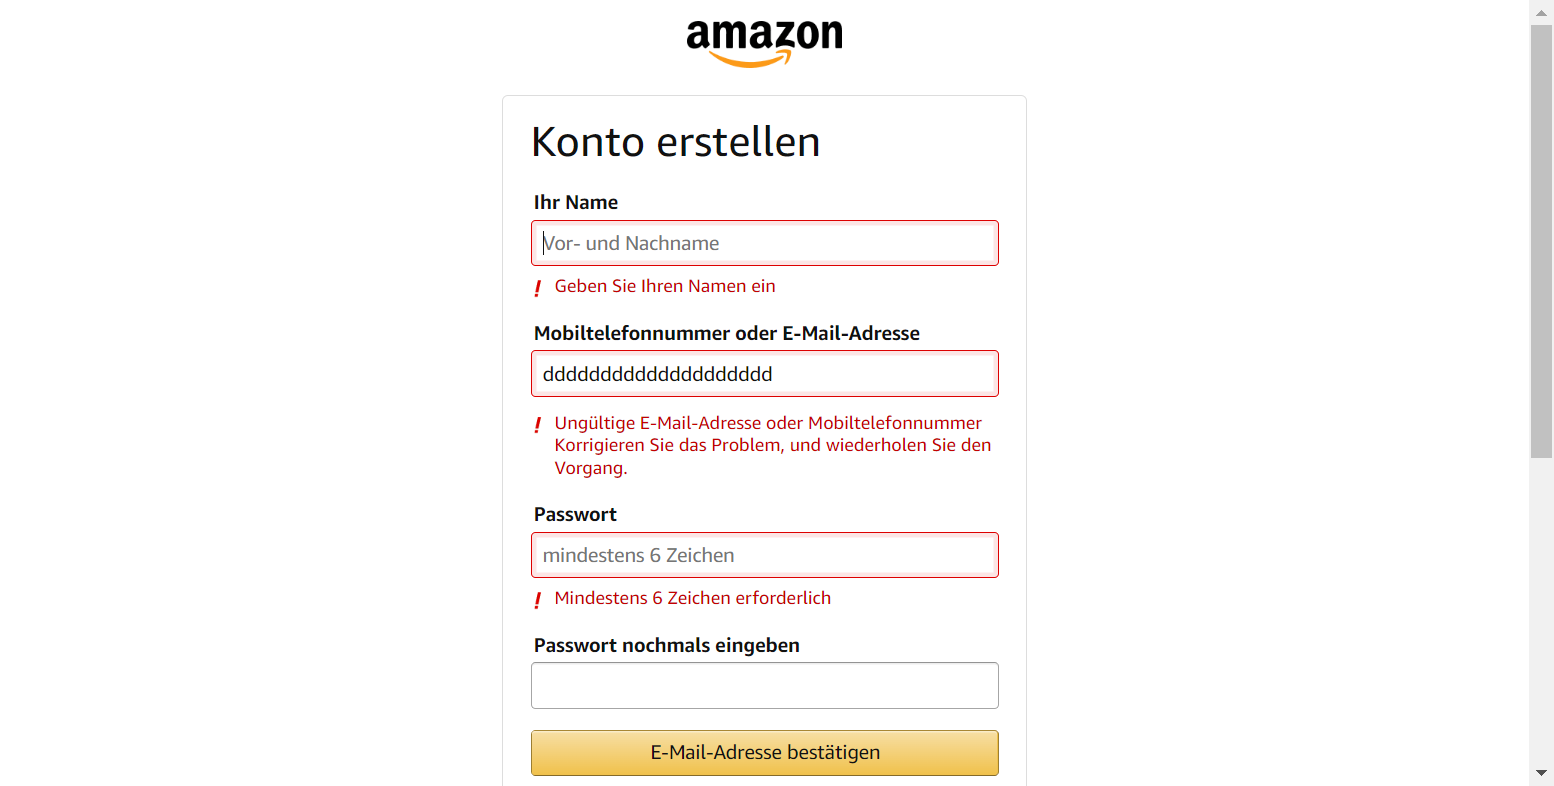 amazon
Konto erstellen
Ihr Name
Vor- und Nachname
! Geben Sie Ihren Namen ein
Mobiltelefonnummer oder E-Mail-Adresse
dddddddddddddddddddd
! Ungültige E-Mail-Adresse oder Mobiltelefonnummer
Korrigieren Sie das Problem, und wiederholen Sie den
Vorgang.
Passwort
mindestens 6 Zeichen
! Mindestens 6 Zeichen erforderlich
Passwort nochmals eingeben
E-Mail-Adresse bestätigen